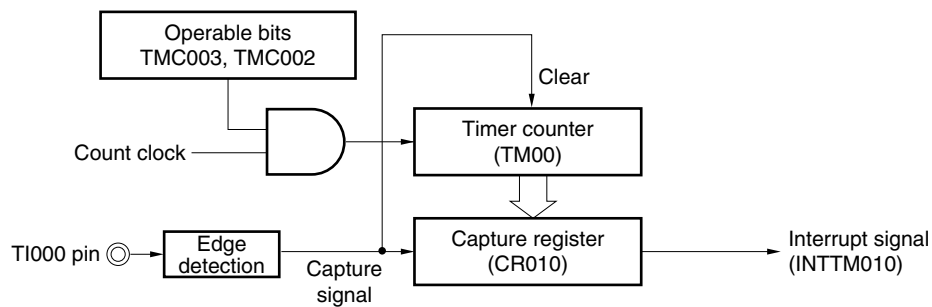 Operable bits
TMC003, TMC002
Clear
Timer counter
(TM00)
Count clock
TI000 pin
Edge
detection
Capture
signal
Capture register
(CR010)
Interrupt signal
(INTTM010)